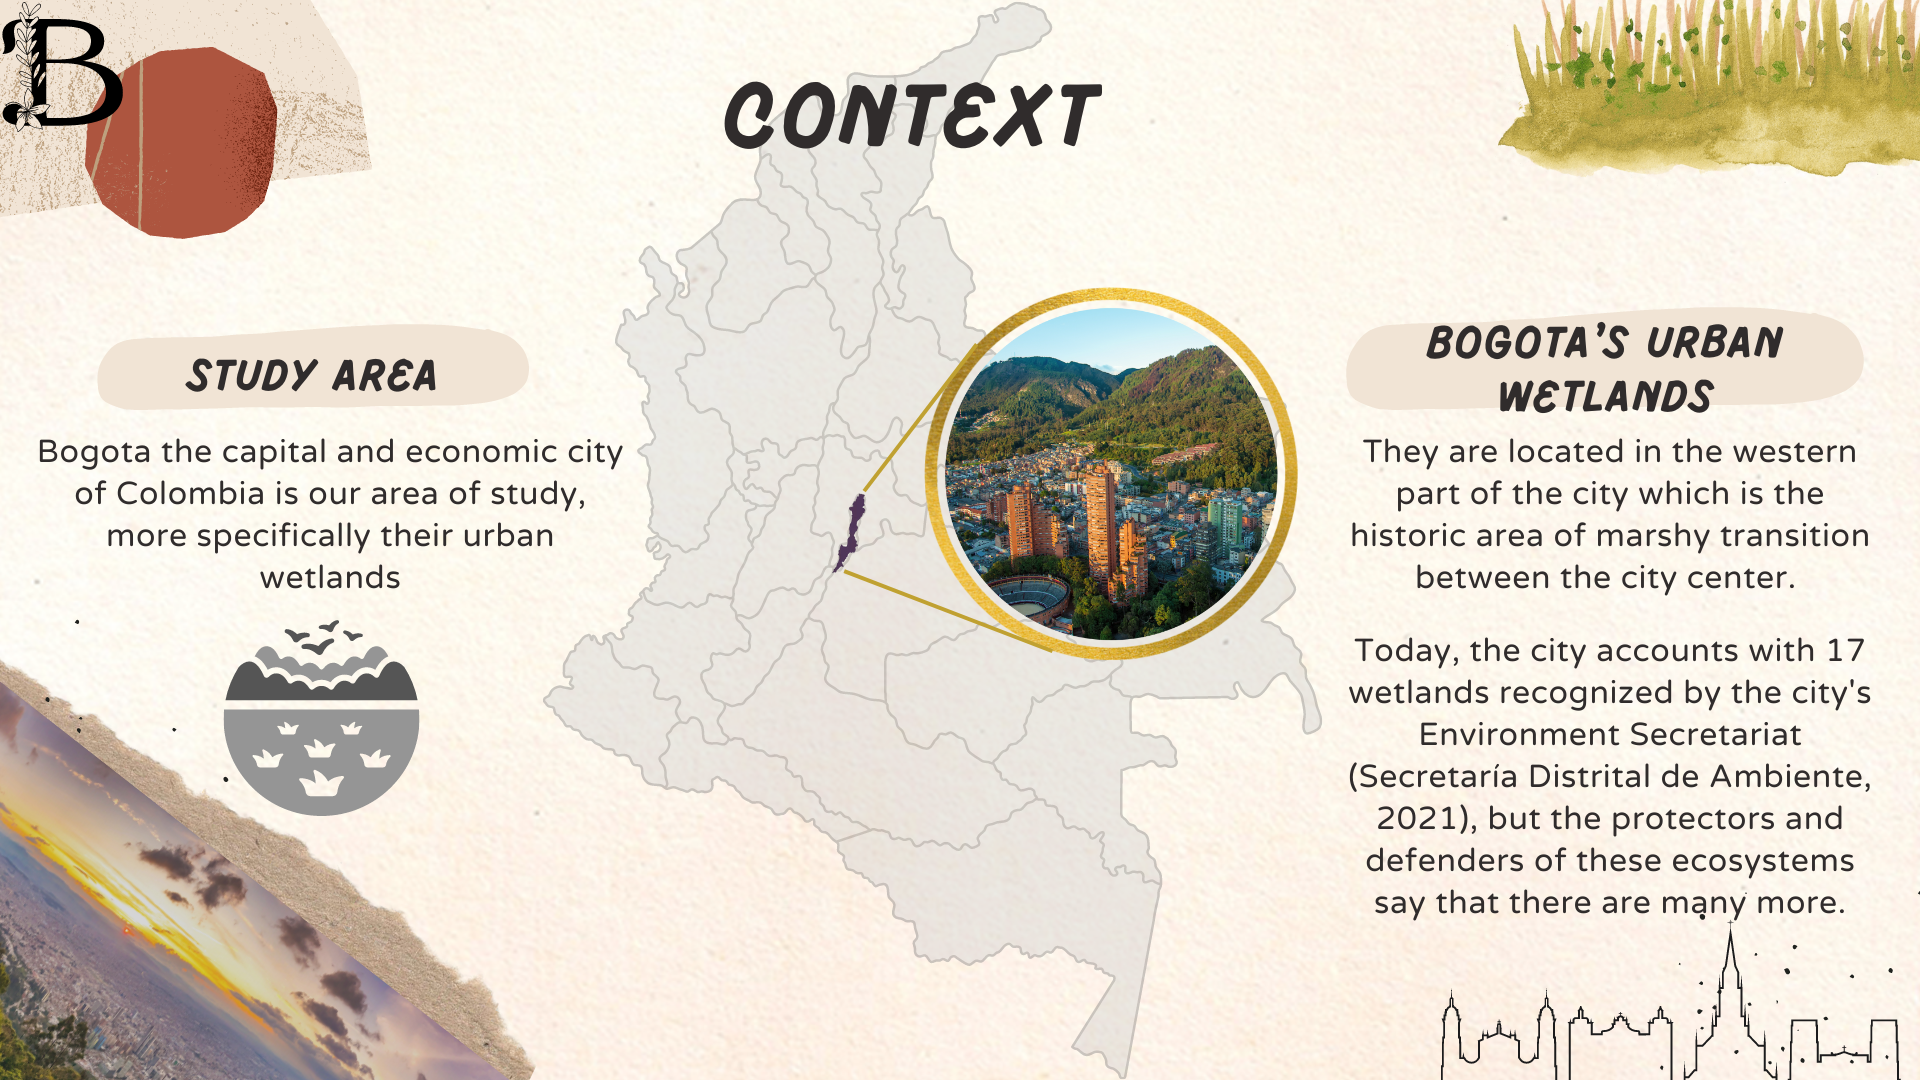 B
CONTEXT
STUDY AREA
Bogota the capital and economic city
of Colombia is our area of study,
more specifically their urban
wetlands
BOGOTA'S URBAN
WETLANDS
They are located in the western
part of the city which is the
historic area of marshy transition
between the city center.
Today, the city accounts with 17
wetlands recognized by the city's
Environment Secretariat
(Secretaría Distrital de Ambiente,
2021), but the protectors and
defenders of these ecosystems
say that there are many more.